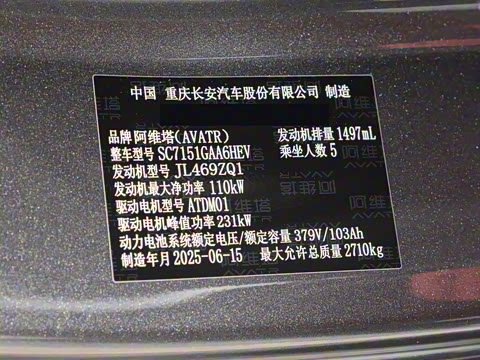 中国 重庆长安汽车股份有限公司 制造
品牌 阿维塔(AVATR) 发动机排量 1497mL
整车型号 SC7151GAA6HEV 乘坐人数 5
发动机型号 JL469ZQ1
发动机最大净功率 110kW
驱动电机型号 ATDM01
驱动电机峰值功率 231kW
动力电池系统额定电压/额定容量 379V/103Ah
制造年月 2025-06-15 最大允许总质量 2710kg